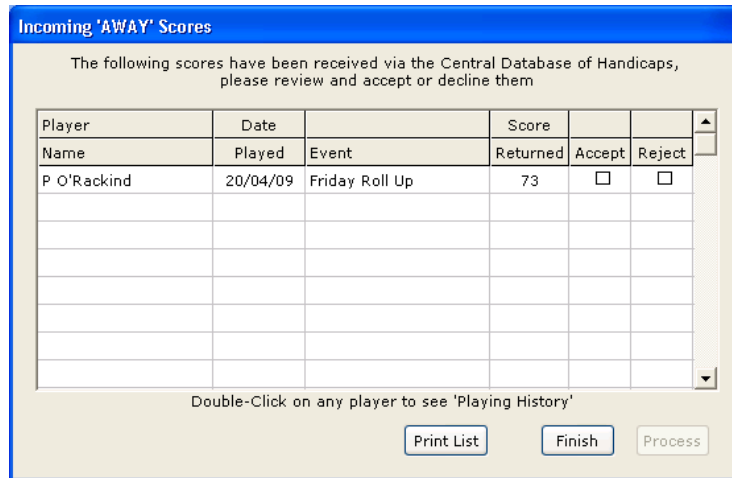 Incoming 'AWAY' Scores
The following scores have been received via the Central Database of Handicaps,
please review and accept or decline them
Player Date Score
Name Played Event Returned Accept Reject
P O'Rackind 20/04/09 Friday Roll Up 73
Double-Click on any player to see 'Playing History'
Print List Finish Process